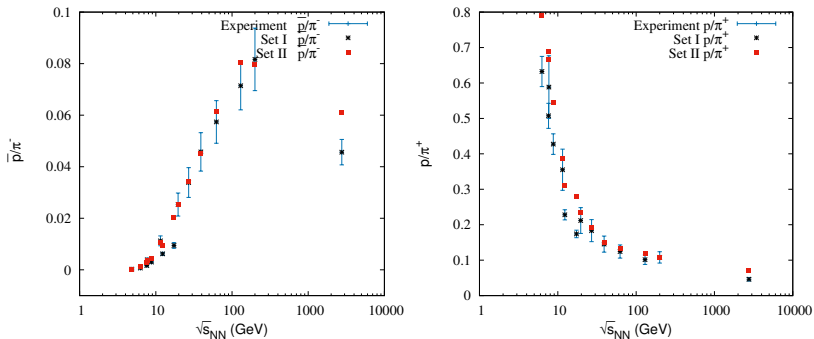 Experiment p̅/π⁻
Set I p̅/π⁻
Set II p̅/π⁻
0.1
0.08
0.06
0.04
0.02
0
p̅/π⁻
1
10
100
1000
10000
√s̅NN (GeV)
Experiment p/π⁺
Set I p/π⁺
Set II p/π⁺
0.8
0.7
0.6
0.5
0.4
0.3
0.2
0.1
0
p/π⁺
1
10
100
1000
10000
√s̅NN (GeV)